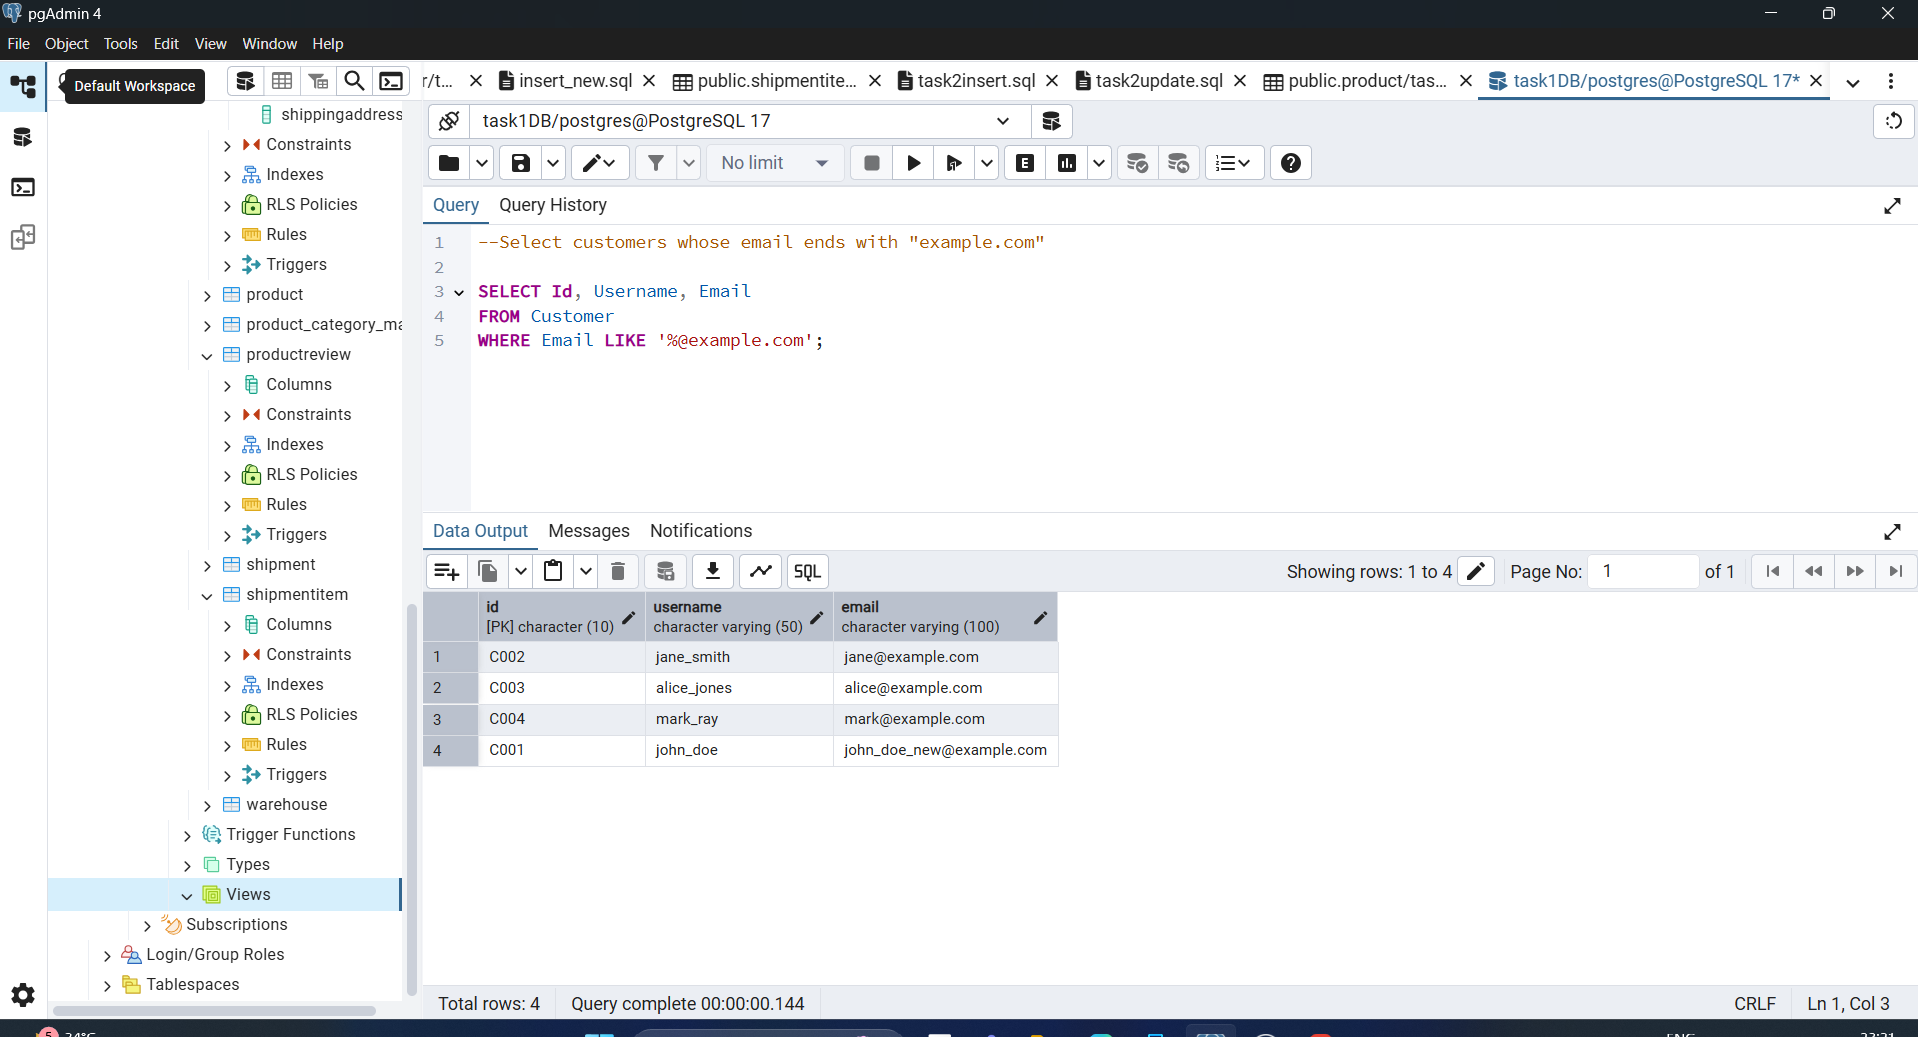 pgAdmin 4
File Object Tools Edit View Window Help
Default Workspace
r/t...
insert_new.sql
public.shipmentite...
task2insert.sql
task2update.sql
public.product/tas...
task1DB/postgres@PostgreSQL 17*
shippingaddress
Constraints
Indexes
RLS Policies
Rules
Triggers
product
product_category_ma
productreview
Columns
Constraints
Indexes
RLS Policies
Rules
Triggers
shipment
shipmentitem
Columns
Constraints
Indexes
RLS Policies
Rules
Triggers
warehouse
Trigger Functions
Types
Views
Subscriptions
Login/Group Roles
Tablespaces
task1DB/postgres@PostgreSQL 17
No limit
E
Query Query History
1 --Select customers whose email ends with "example.com"
2
3 SELECT Id, Username, Email
4 FROM Customer
5 WHERE Email LIKE '%@example.com';
Data Output Messages Notifications
SQL
Showing rows: 1 to 4 Page No: 1 of 1
id username email
[PK] character (10) character varying (50) character varying (100)
1 C002 jane_smith jane@example.com
2 C003 alice_jones alice@example.com
3 C004 mark_ray mark@example.com
4 C001 john_doe john_doe_new@example.com
Total rows: 4 Query complete 00:00:00.144 CRLF Ln 1, Col 3